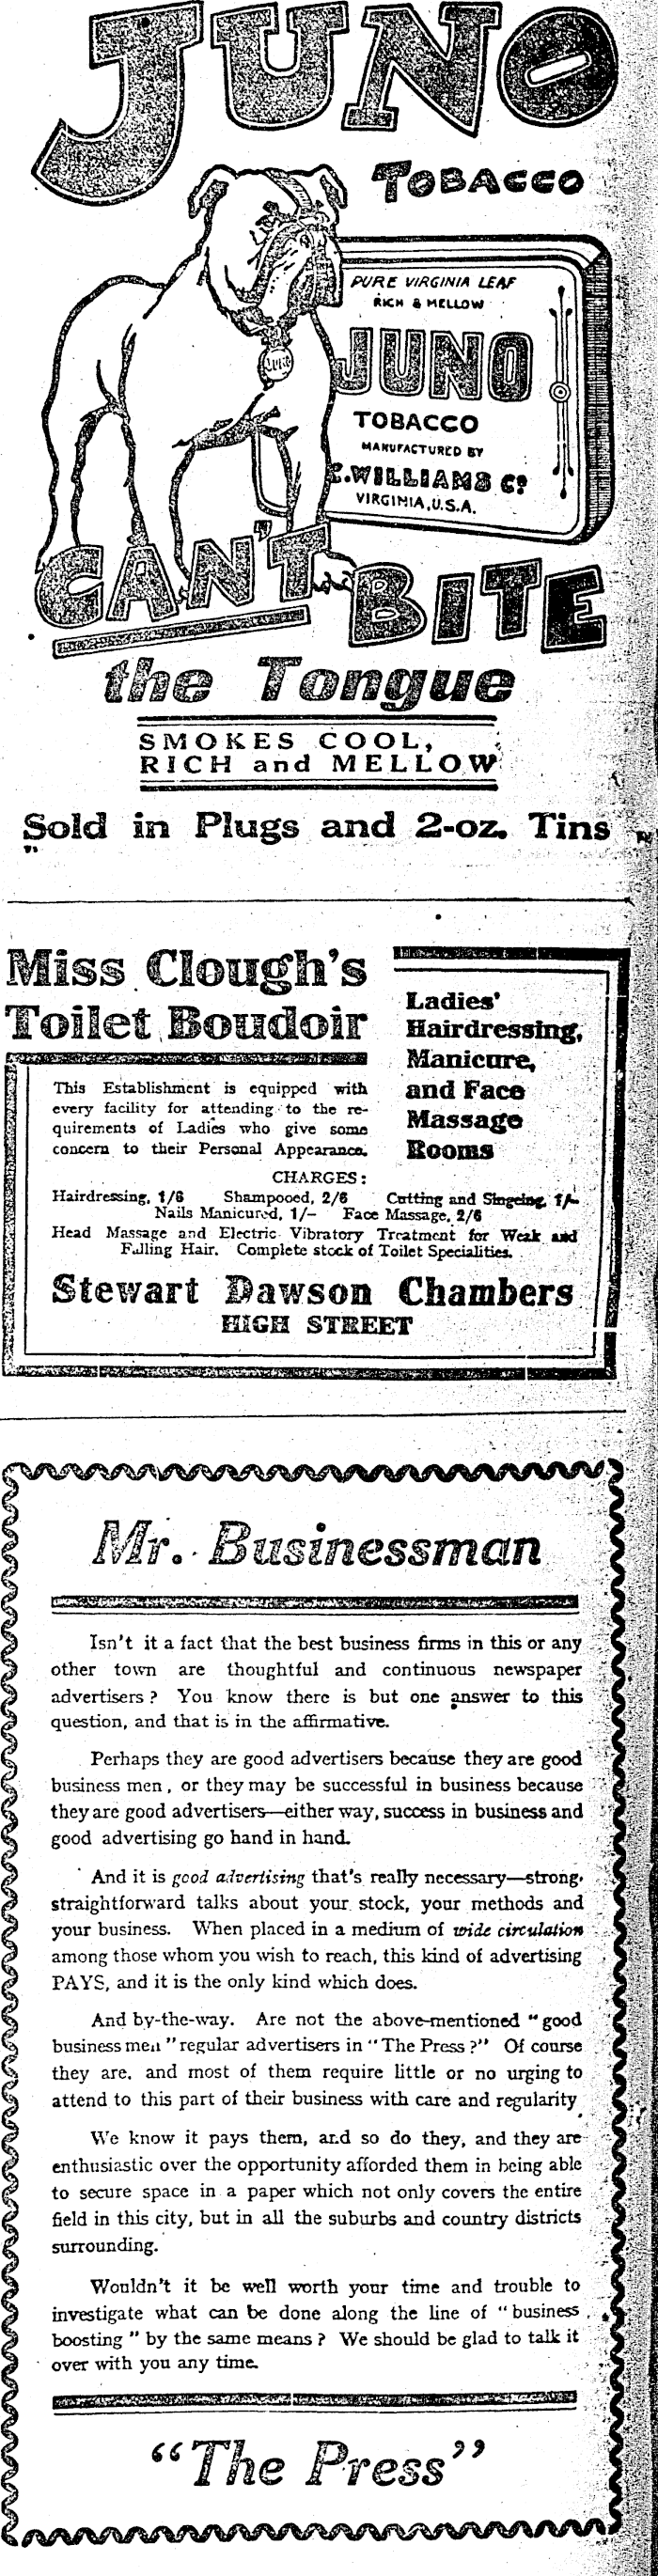 JUNO
TOBACCO
PURE VIRGINIA LEAF
RICH & MELLOW
JUNO
JUNO
TOBACCO
MANUFACTURED BY
WILLIAMS Co
VIRGINIA, U.S.A.
CAN'T BITE
the Tongue
SMOKES COOL,
RICH and MELLOW
Sold in Plugs and 2-oz. Tins
Miss Clough's
Toilet Boudoir
Ladies'
Hairdressing,
Manicure,
and Face
Massage
Rooms
This Establishment is equipped with
every facility for attending to the re-
quirements of Ladies who give some
concern to their Personal Appearance.
CHARGES:
Hairdressing, 1/6 Shampooed, 2/6 Cutting and Singeing, 1/-
Nails Manicured, 1/- Face Massage, 2/6
Head Massage and Electric Vibratory Treatment for Weak and
Falling Hair. Complete stock of Toilet Specialities.
Stewart Dawson Chambers
HIGH STREET
Mr. Businessman
Isn't it a fact that the best business firms in this or any
other town are thoughtful and continuous newspaper
advertisers? You know there is but one answer to this
question, and that is in the affirmative.
Perhaps they are good advertisers because they are good
business men, or they may be successful in business because
they are good advertisers—either way, success in business and
good advertising go hand in hand.
And it is good advertising that's really necessary—strong,
straightforward talks about your stock, your methods and
your business. When placed in a medium of wide circulation
among those whom you wish to reach, this kind of advertising
PAYS, and it is the only kind which does.
And by-the-way. Are not the above-mentioned "good
business men" regular advertisers in "The Press?" Of course
they are, and most of them require little or no urging to
attend to this part of their business with care and regularity
We know it pays them, and so do they, and they are
enthusiastic over the opportunity afforded them in being able
to secure space in a paper which not only covers the entire
field in this city, but in all the suburbs and country districts
surrounding.
Wouldn't it be well worth your time and trouble to
investigate what can be done along the line of "business
boosting" by the same means? We should be glad to talk it
over with you any time.
"The Press"